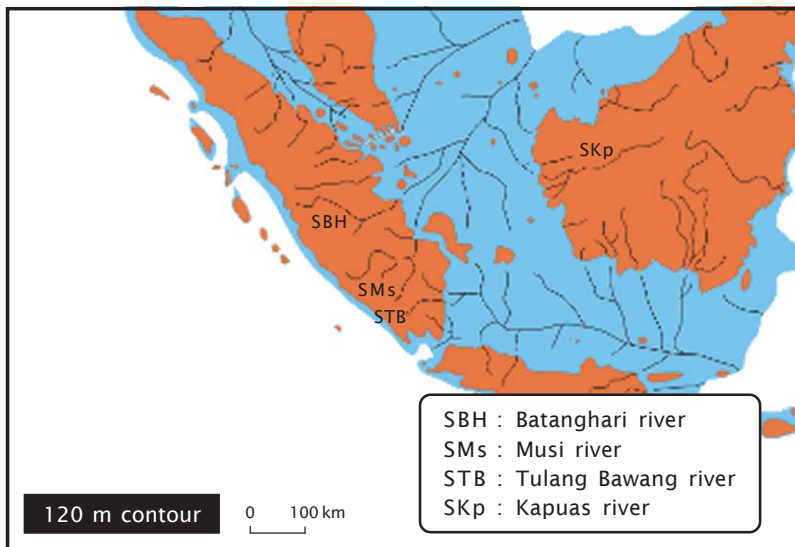 SKp
SBH
SMs
STB
SBH : Batanghari river
SMs : Musi river
STB : Tulang Bawang river
SKp : Kapuas river
120 m contour
0 100 km